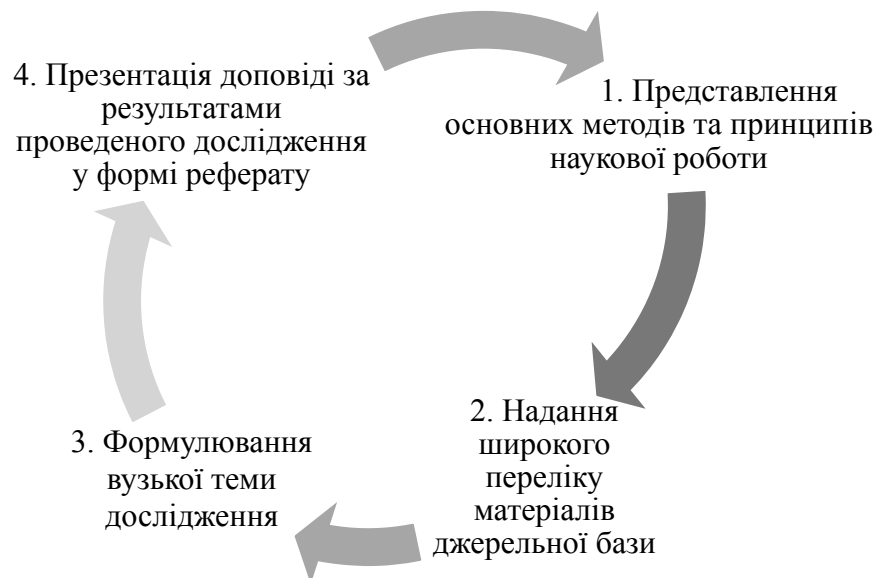 1. Представлення
основних методів та принципів
наукової роботи
2. Надання
широкого
переліку
матеріалів
джерельної бази
3. Формулювання
вузької теми
дослідження
4. Презентація доповіді за
результатами
проведеного дослідження
у формі реферату